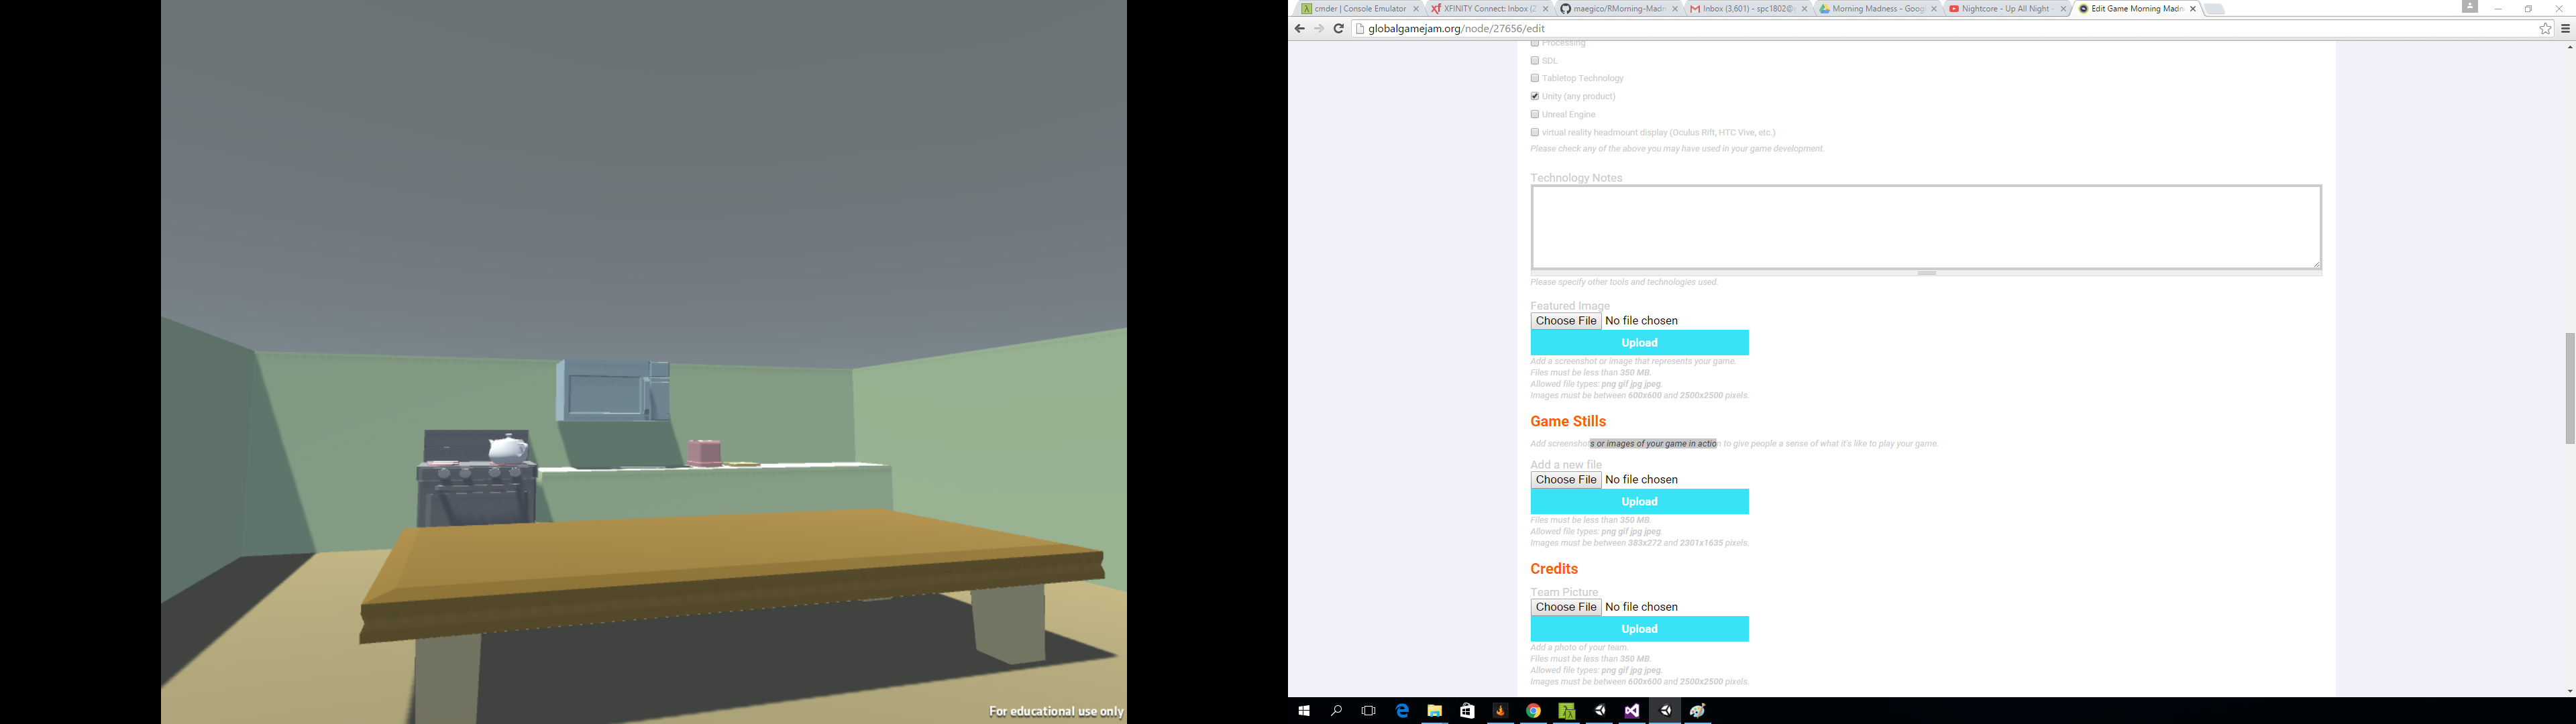 For educational use only
cmder | Console Emulator
XFINITY Connect: Inbox (2
maegico/RMorning-Madn
Inbox (3,601) - spc1802@
Morning Madness - Goog
Nightcore - Up All Night -
Edit Game Morning Madn
globalgamejam.org/node/27656/edit
Processing
SDL
Tabletop Technology
Unity (any product)
Unreal Engine
virtual reality headmount display (Oculus Rift, HTC Vive, etc.)
Please check any of the above you may have used in your game development.
Technology Notes
Please specify other tools and technologies used.
Featured Image
Choose File No file chosen
Upload
Add a screenshot or image that represents your game.
Files must be less than 350 MB.
Allowed file types: png gif jpg jpeg.
Images must be between 600x600 and 2500x2500 pixels.
Game Stills
Add screenshots or images of your game in action to give people a sense of what it's like to play your game.
Add a new file
Choose File No file chosen
Upload
Files must be less than 350 MB.
Allowed file types: png gif jpg jpeg.
Images must be between 383x272 and 2301x1635 pixels.
Credits
Team Picture
Choose File No file chosen
Upload
Add a photo of your team.
Files must be less than 350 MB.
Allowed file types: png gif jpg jpeg.
Images must be between 600x600 and 2500x2500 pixels.